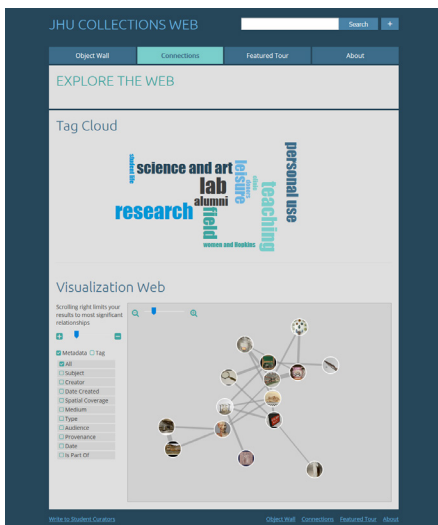 JHU COLLECTIONS WEB
Search +
Object Wall Connections Featured Tour About
EXPLORE THE WEB
Tag Cloud
student life
science and art
lab
alumni
research
field
women and Hopkins
leisure
teaching
personal use
Visualization Web
Scrolling right limits your
results to most significant
relationships
Metadata Tag
All
Subject
Creator
Date Created
Spatial Coverage
Medium
Type
Audience
Provenance
Date
Is Part Of
Write to Student Curators Object Wall Connections Featured Tour About